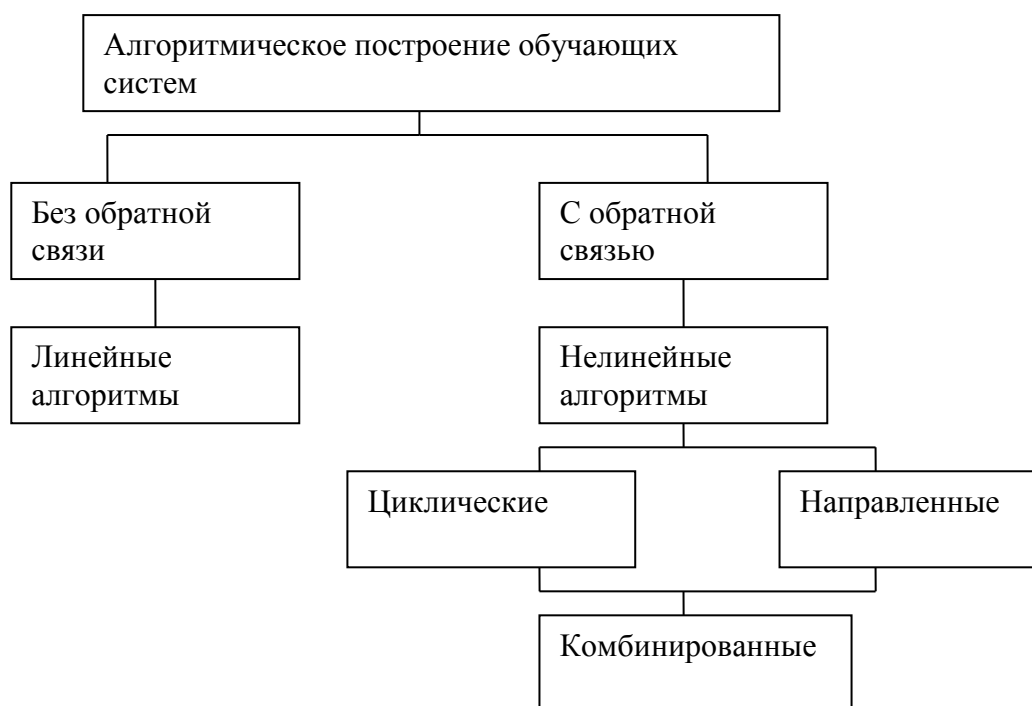 Алгоритмическое построение обучающих
систем
Без обратной
связи
С обратной
связью
Линейные
алгоритмы
Нелинейные
алгоритмы
Циклические
Направленные
Комбинированные